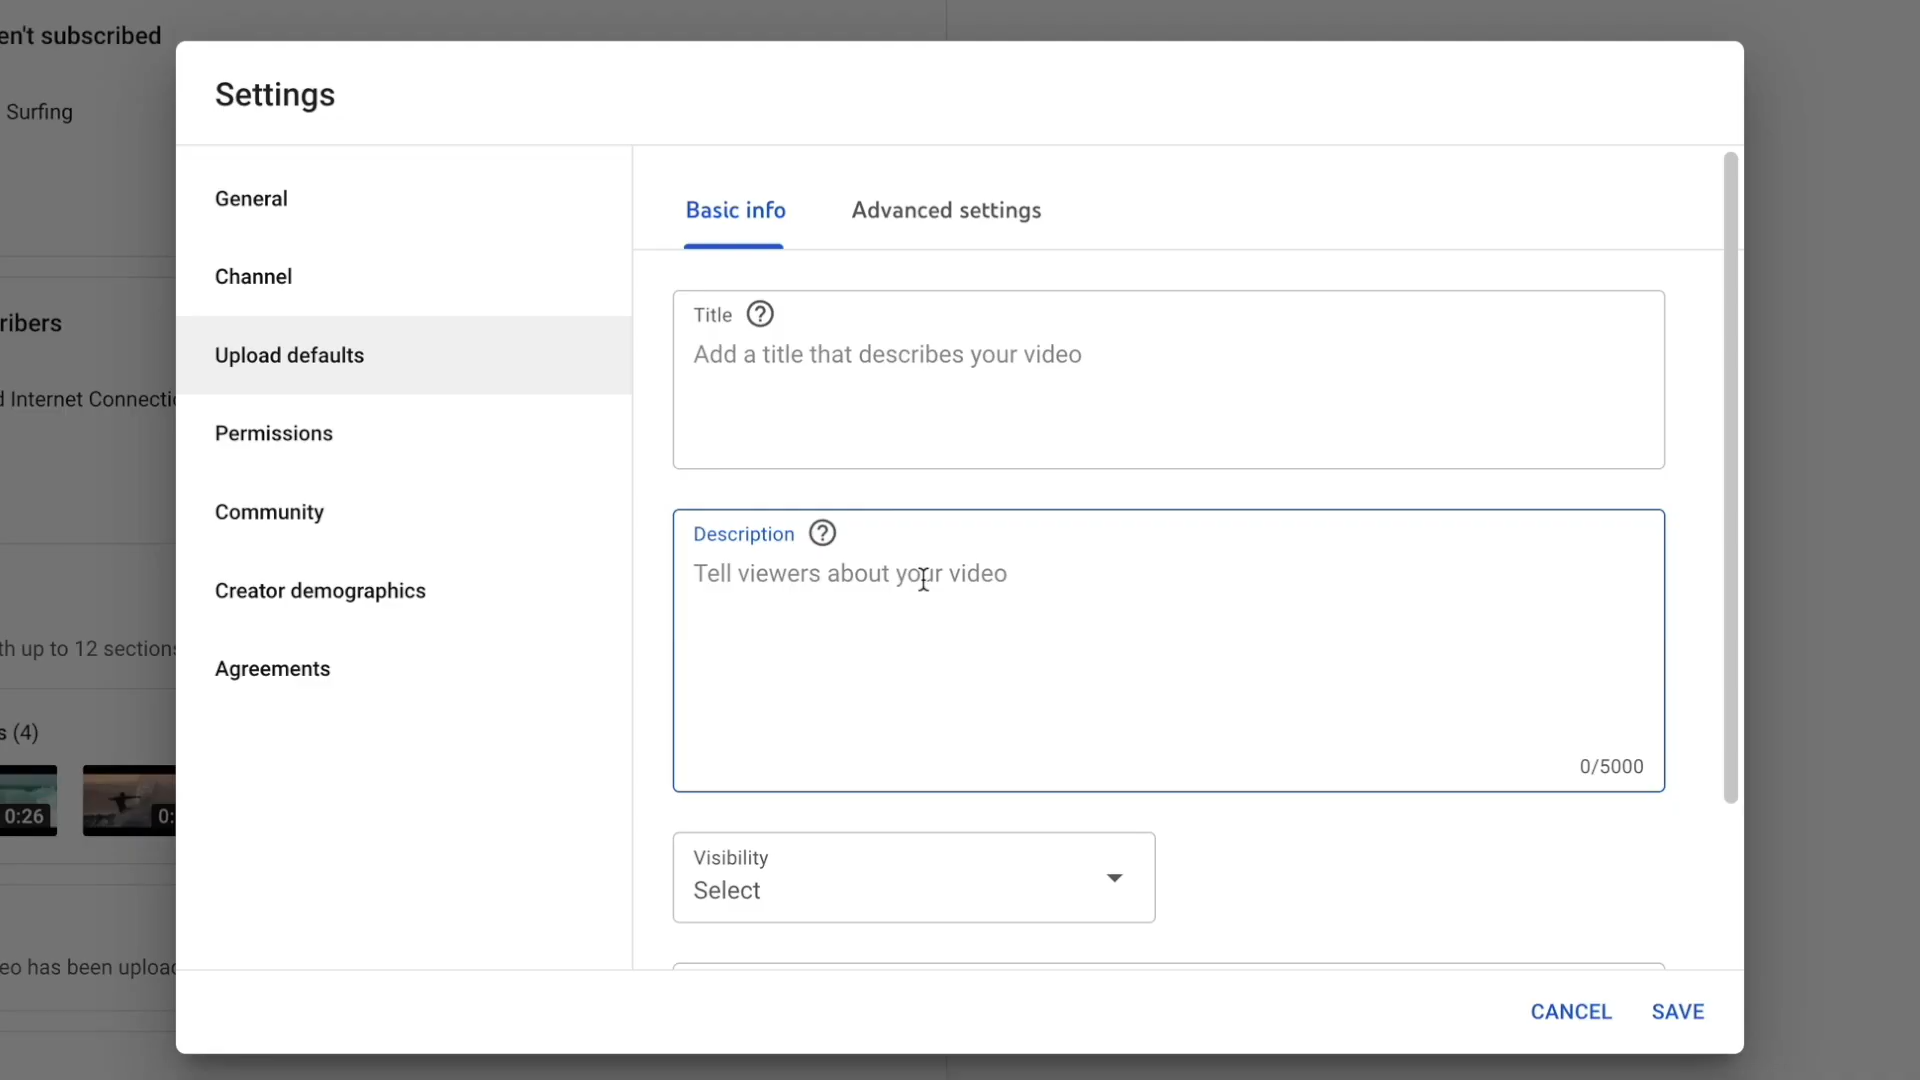 en't subscribed
Surfing
ribers
d Internet Connecti
th up to 12 sections
s (4)
0:26
0:
eo has been uploa
Settings
General
Channel
Upload defaults
Permissions
Community
Creator demographics
Agreements
Basic info
Advanced settings
Title ?
Add a title that describes your video
Description ?
Tell viewers about your video
0/5000
Visibility
Select
CANCEL
SAVE